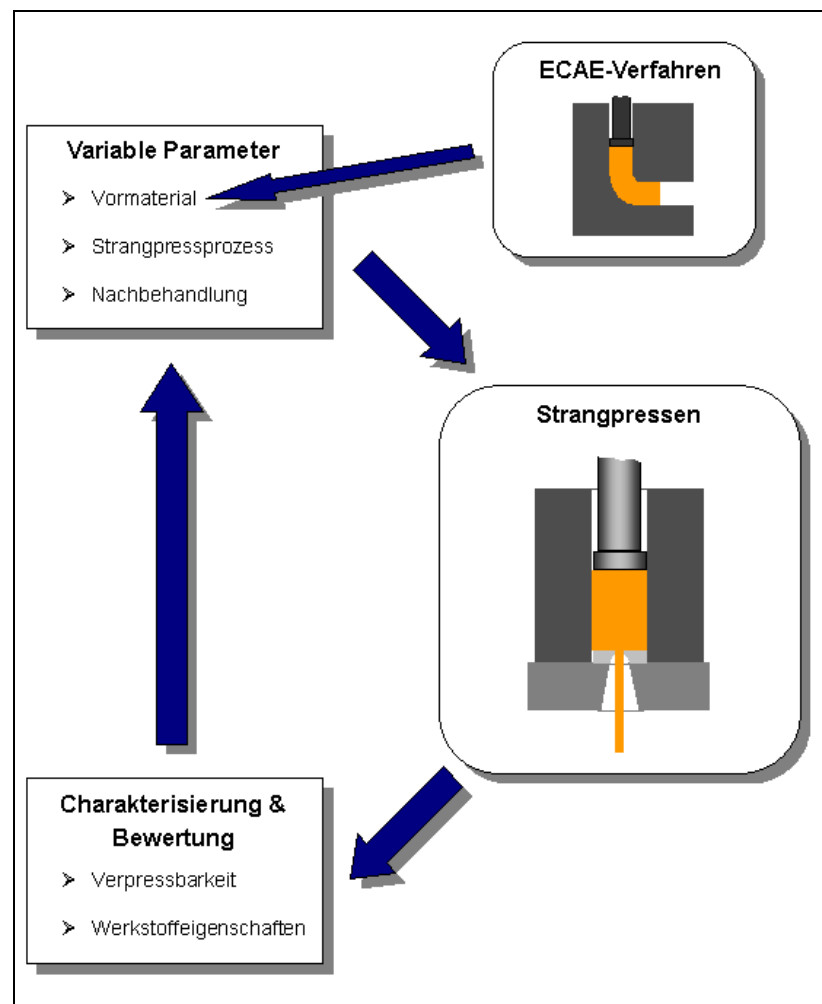 ECAE-Verfahren
Variable Parameter
➢ Vormaterial
➢ Strangpressprozess
➢ Nachbehandlung
Strangpressen
Charakterisierung &
Bewertung
➢ Verpressbarkeit
➢ Werkstoffeigenschaften